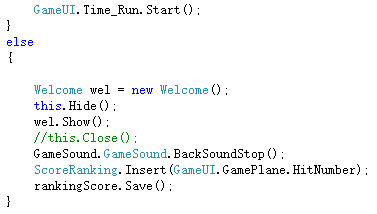 GameUI.Time_Run.Start();
}
else
{
Welcome wel = new Welcome();
this.Hide();
wel.Show();
//this.Close();
GameSound.GameSound.BackSoundStop();
ScoreRanking.Insert(GameUI.GamePlane.HitNumber);
rankingScore.Save();
}